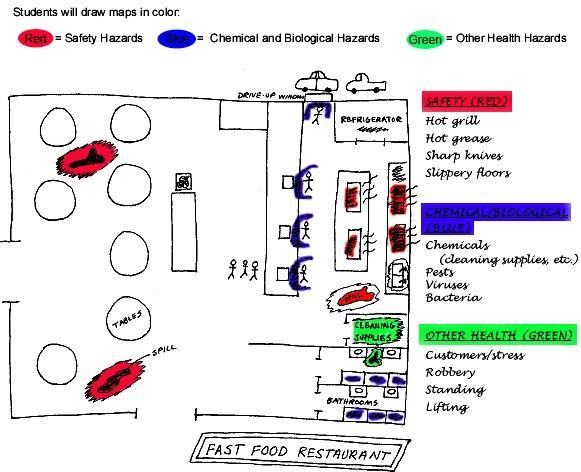 Students will draw maps in color:
Red = Safety Hazards
Blue = Chemical and Biological Hazards
Green = Other Health Hazards
DRIVE-UP WINDOW
REFRIGERATOR
SAFETY (RED)
Hot grill
Hot grease
Sharp knives
Slippery floors
CHEMICAL/BIOLOGICAL
(BLUE)
Chemicals
(cleaning supplies, etc.)
Pests
Viruses
Bacteria
SPILL
CLEANING
SUPPLIES
TABLES
SPILL
OTHER HEALTH (GREEN)
Customers/stress
Robbery
Standing
Lifting
BATHROOMS
FAST FOOD RESTAURANT